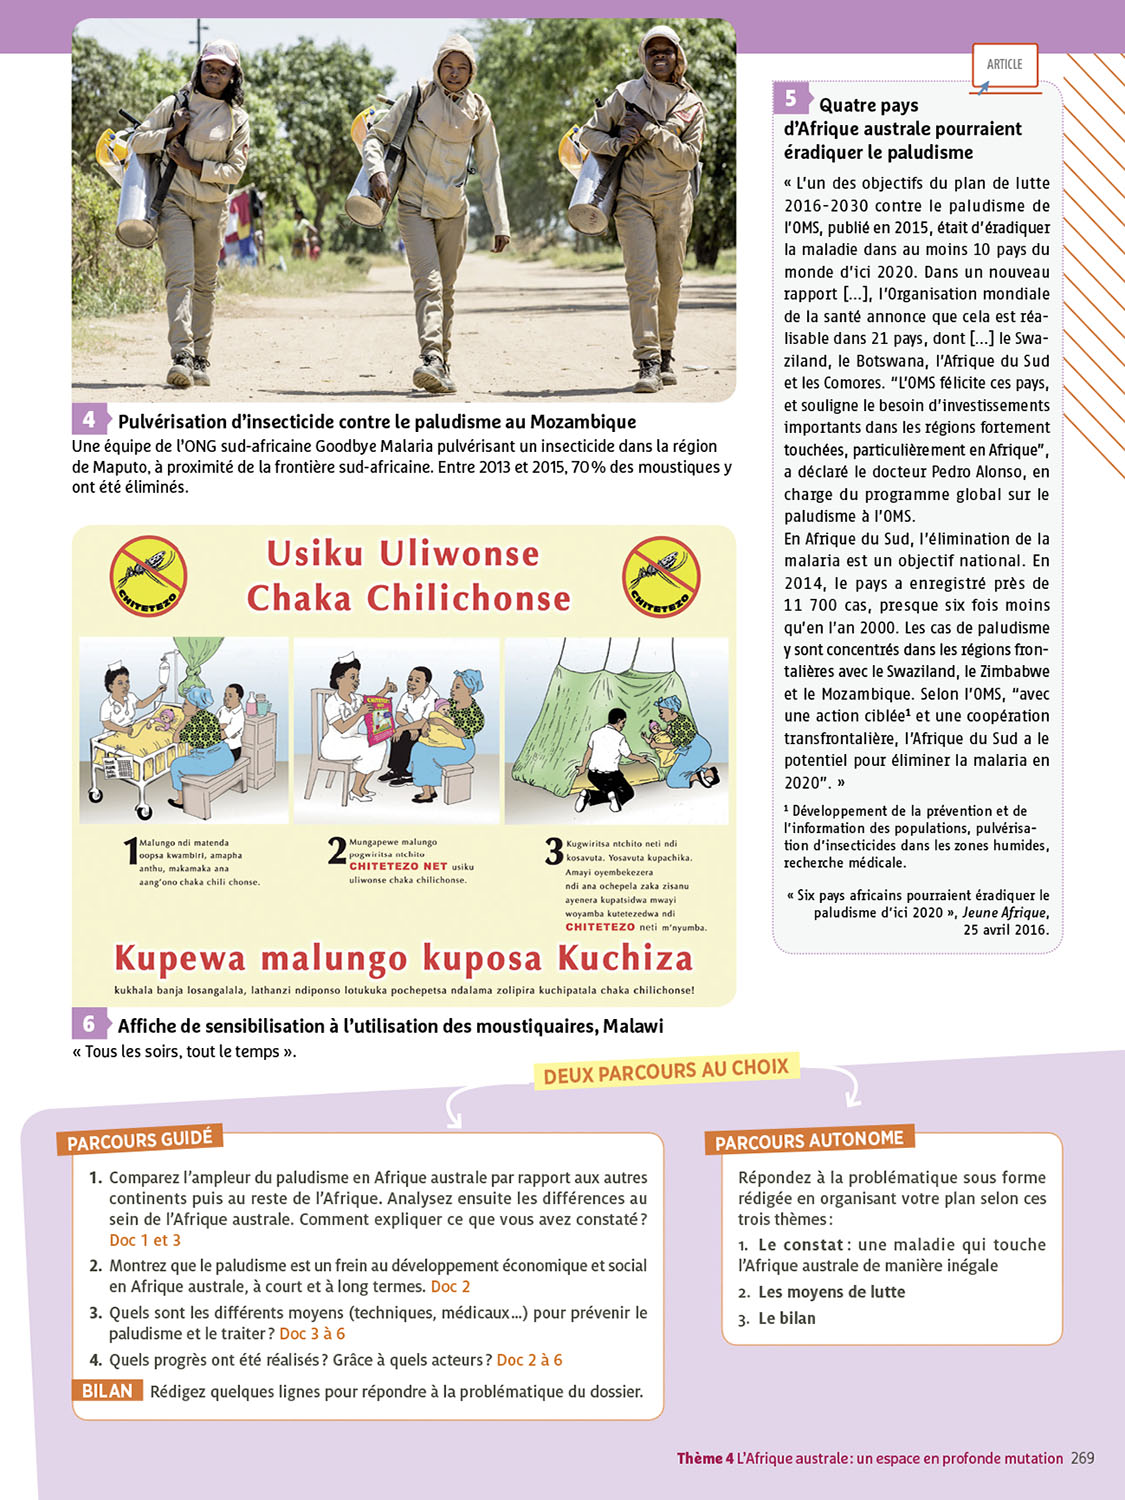 ARTICLE
4 Pulvérisation d'insecticide contre le paludisme au Mozambique
Une équipe de l'ONG sud-africaine Goodbye Malaria pulvérisant un insecticide dans la région
de Maputo, à proximité de la frontière sud-africaine. Entre 2013 et 2015, 70 % des moustiques y
ont été éliminés.
CHITETEZO
Usiku Uliwonse
Chaka Chilichonse
CHITETEZO
1 Malungo ndi matenda
oopsa kwambiri, amapha
anthu, makamaka ana
aang'ono chaka chili chonse.
2 Mungapewe malungo
pogwiritsa ntchito
CHITETEZO NET usiku
uliwonse chaka chilichonse.
3 Kugwiritsa ntchito neti ndi
kosavuta. Yosavuta kupachika.
Amayi oyembekezera
ndi ana ochepela zaka zisanu
ayenera kupatsidwa mwayi
woyamba kutetezedwa ndi
CHITETEZO neti m'nyumba.
Kupewa malungo kuposa Kuchiza
kukhala banja losangalala, lathanzi ndiponso lotukuka pochepetsa ndalama zolipira kuchipatala chaka chilichonse!
6 Affiche de sensibilisation à l'utilisation des moustiquaires, Malawi
« Tous les soirs, tout le temps ».
5 Quatre pays
d'Afrique australe pourraient
éradiquer le paludisme
« L'un des objectifs du plan de lutte
2016-2030 contre le paludisme de
l'OMS, publié en 2015, était d'éradiquer
la maladie dans au moins 10 pays du
monde d'ici 2020. Dans un nouveau
rapport [...], l'Organisation mondiale
de la santé annonce que cela est réa-
lisable dans 21 pays, dont [...] le Swa-
ziland, le Botswana, l'Afrique du Sud
et les Comores. "L'OMS félicite ces pays,
et souligne le besoin d'investissements
importants dans les régions fortement
touchées, particulièrement en Afrique",
a déclaré le docteur Pedro Alonso, en
charge du programme global sur le
paludisme à l'OMS.
En Afrique du Sud, l'élimination de la
malaria est un objectif national. En
2014, le pays a enregistré près de
11 700 cas, presque six fois moins
qu'en l'an 2000. Les cas de paludisme
y sont concentrés dans les régions fron-
talières avec le Swaziland, le Zimbabwe
et le Mozambique. Selon l'OMS, "avec
une action ciblée¹ et une coopération
transfrontalière, l'Afrique du Sud a le
potentiel pour éliminer la malaria en
2020". »
¹ Développement de la prévention et de
l'information des populations, pulvérisa-
tion d'insecticides dans les zones humides,
recherche médicale.
« Six pays africains pourraient éradiquer le
paludisme d'ici 2020 », Jeune Afrique,
25 avril 2016.
DEUX PARCOURS AU CHOIX
PARCOURS GUIDÉ
1. Comparez l'ampleur du paludisme en Afrique australe par rapport aux autres
continents puis au reste de l'Afrique. Analysez ensuite les différences au
sein de l'Afrique australe. Comment expliquer ce que vous avez constaté ?
Doc 1 et 3
2. Montrez que le paludisme est un frein au développement économique et social
en Afrique australe, à court et à long termes. Doc 2
3. Quels sont les différents moyens (techniques, médicaux...) pour prévenir le
paludisme et le traiter ? Doc 3 à 6
4. Quels progrès ont été réalisés ? Grâce à quels acteurs ? Doc 2 à 6
BILAN Rédigez quelques lignes pour répondre à la problématique du dossier.
PARCOURS AUTONOME
Répondez à la problématique sous forme
rédigée en organisant votre plan selon ces
trois thèmes :
1. Le constat : une maladie qui touche
l'Afrique australe de manière inégale
2. Les moyens de lutte
3. Le bilan
Thème 4 L'Afrique australe : un espace en profonde mutation 269